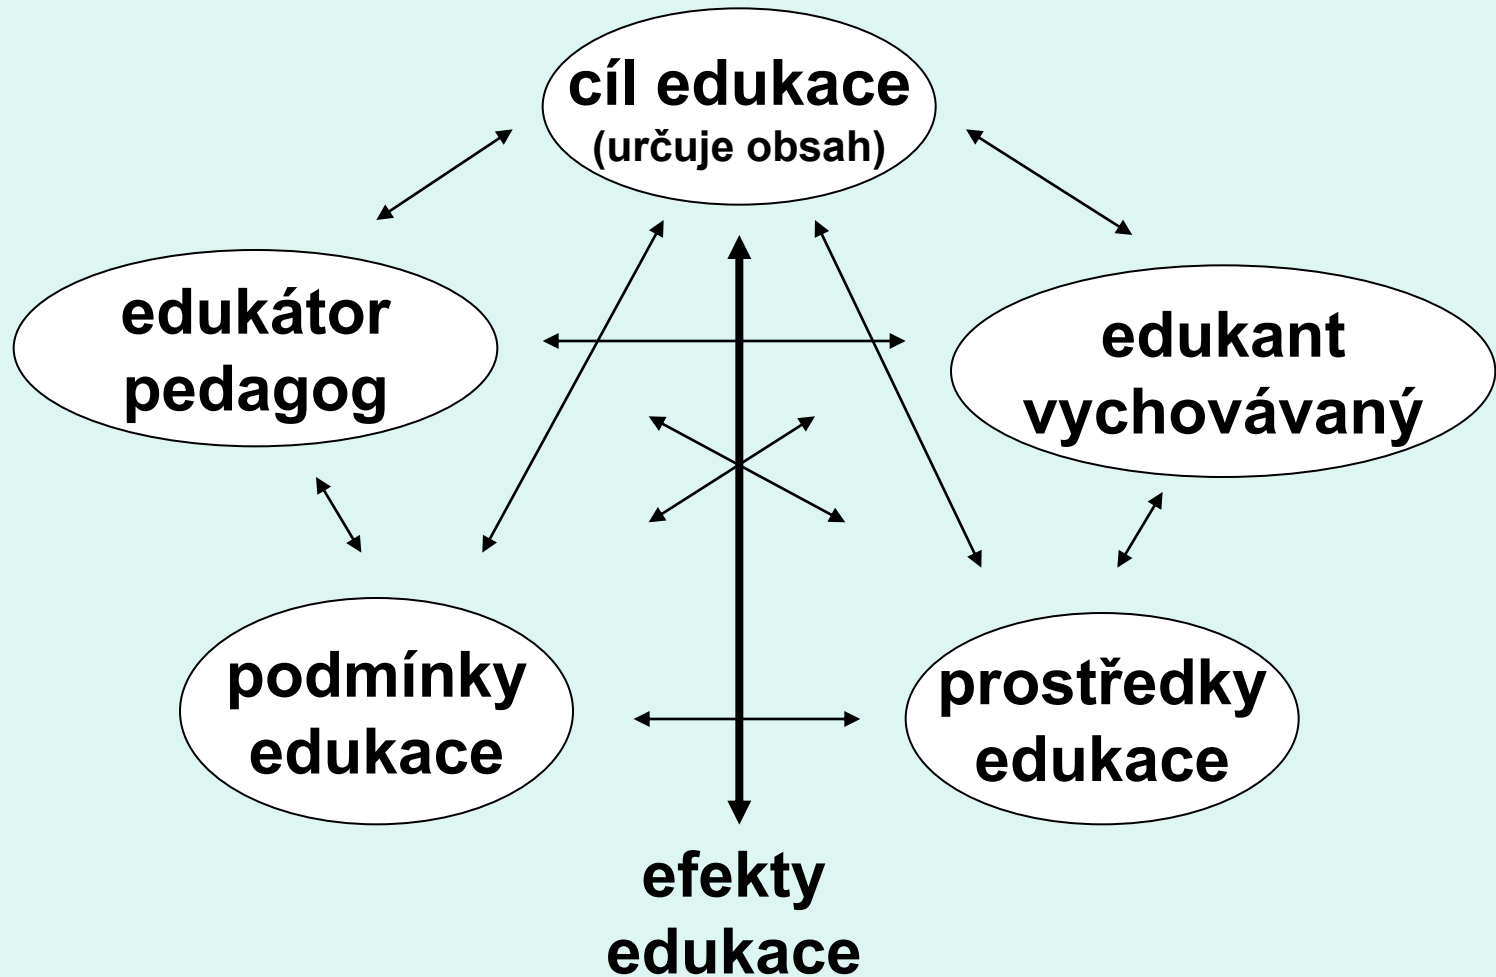 cíl edukace
(určuje obsah)
edukátor
pedagog
edukant
vychovávaný
podmínky
edukace
prostředky
edukace
efekty
edukace